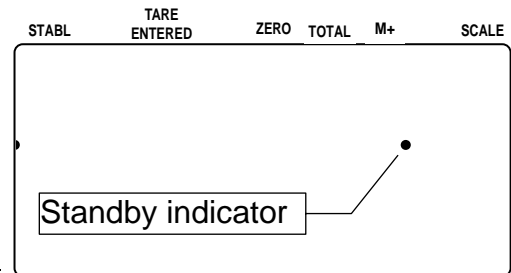 STABL TARE ENTERED ZERO TOTAL M+ SCALE
Standby indicator